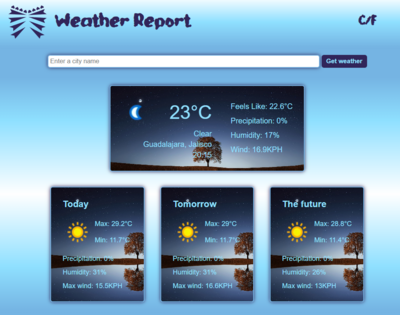 Weather Report
C/F
Enter a city name
Get weather
23°C
Clear
Guadalajara, Jalisco
20:15
Feels Like: 22.6°C
Precipitation: 0%
Humidity: 17%
Wind: 16.9KPH
Today
Max: 29.2°C
Min: 11.7°C
Precipitation: 0%
Humidity: 31%
Max wind: 15.5KPH
Tomorrow
Max: 29°C
Min: 11.7°C
Precipitation: 0%
Humidity: 31%
Max wind: 16.6KPH
The future
Max: 28.8°C
Min: 11.4°C
Precipitation: 0%
Humidity: 26%
Max wind: 13KPH